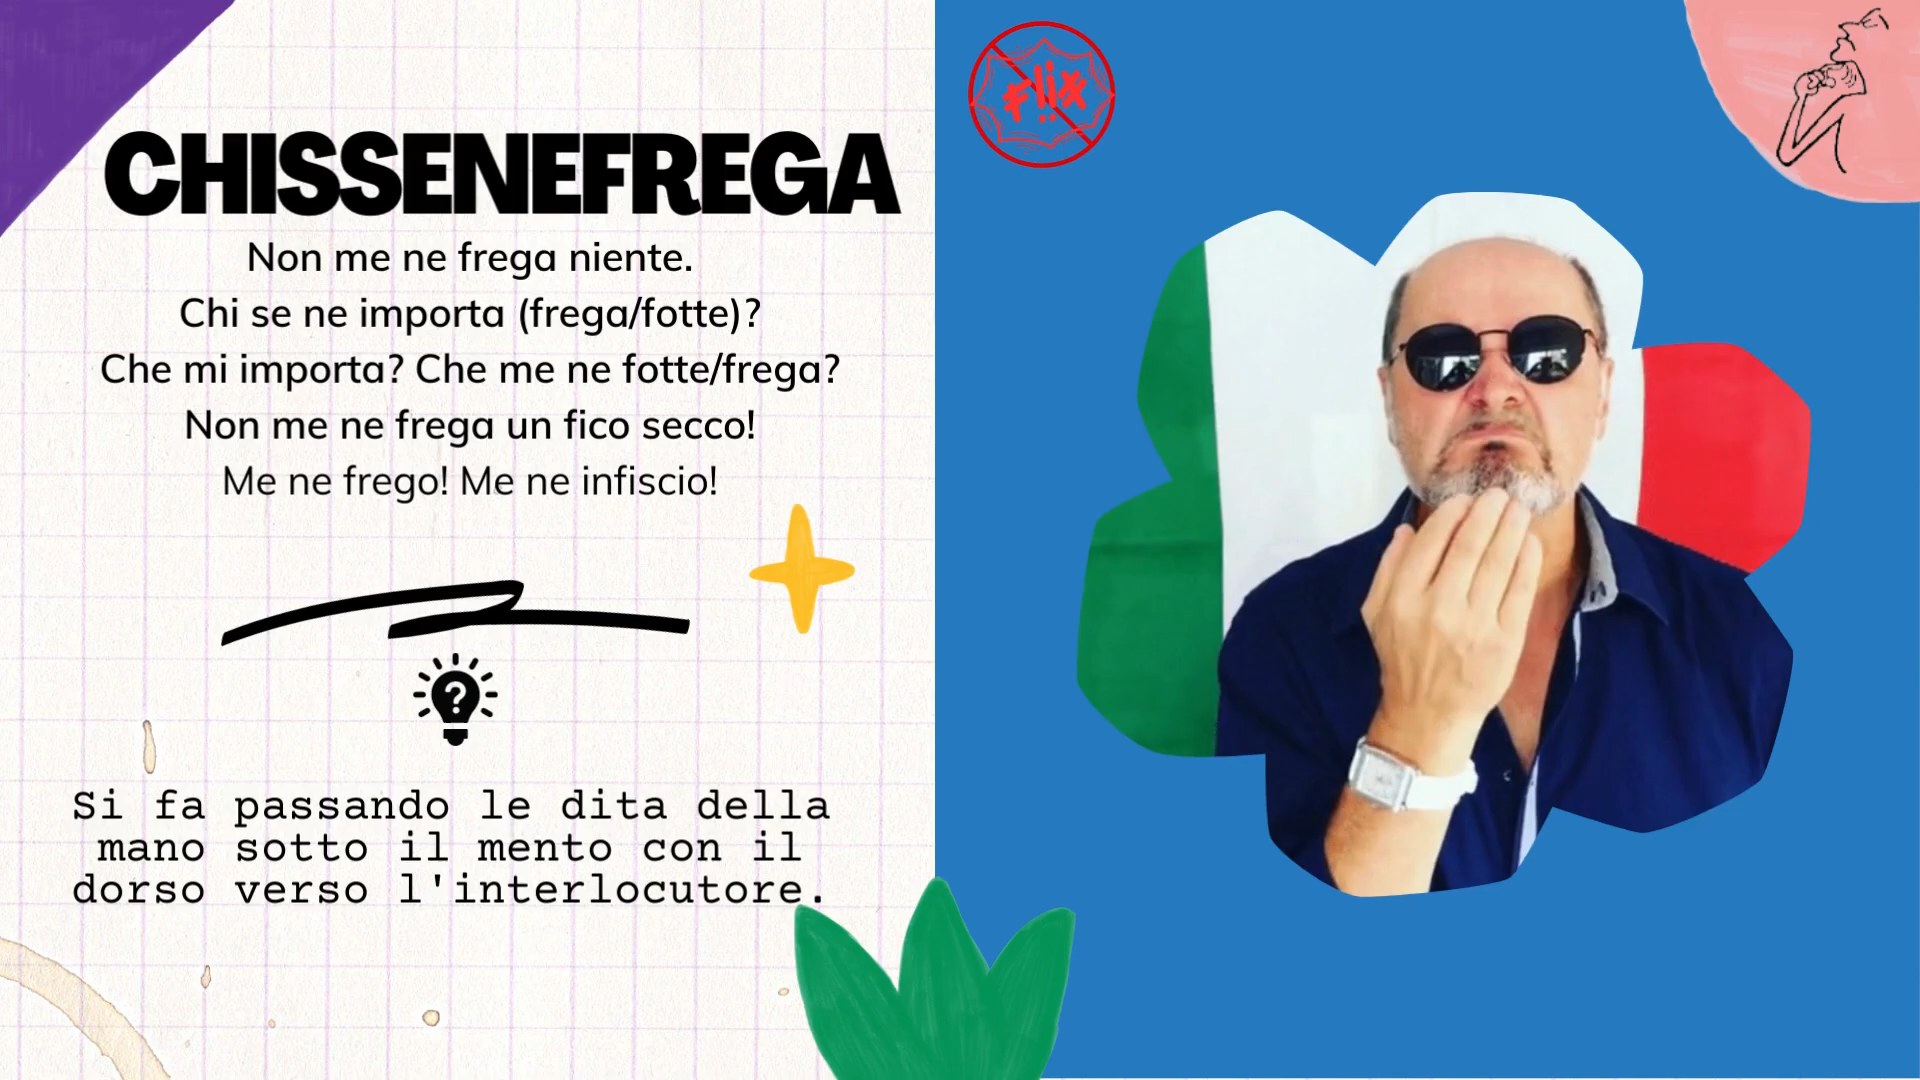 CHISSENEFREGA
Non me ne frega niente.
Chi se ne importa (frega/fotte)?
Che mi importa? Che me ne fotte/frega?
Non me ne frega un fico secco!
Me ne frego! Me ne infiscio!
?
Si fa passando le dita della
mano sotto il mento con il
dorso verso l'interlocutore.